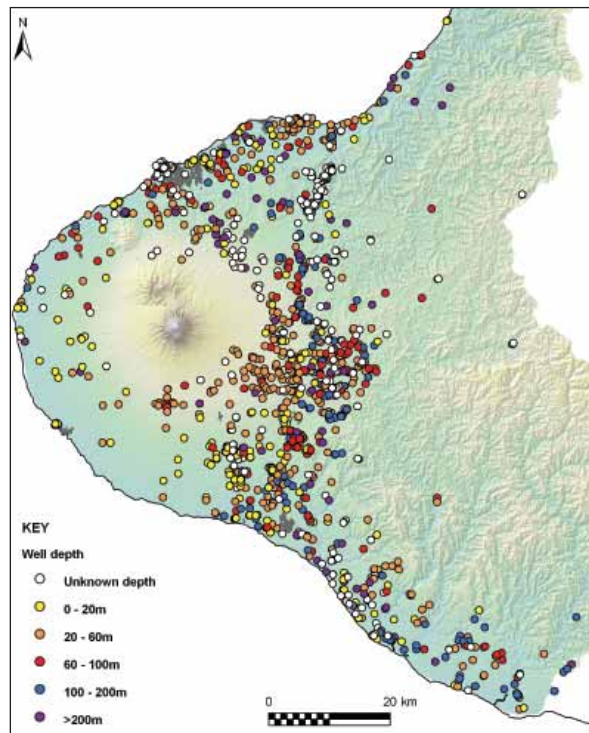 N
KEY
Well depth
Unknown depth
0 - 20m
20 - 60m
60 - 100m
100 - 200m
>200m
0 20 km